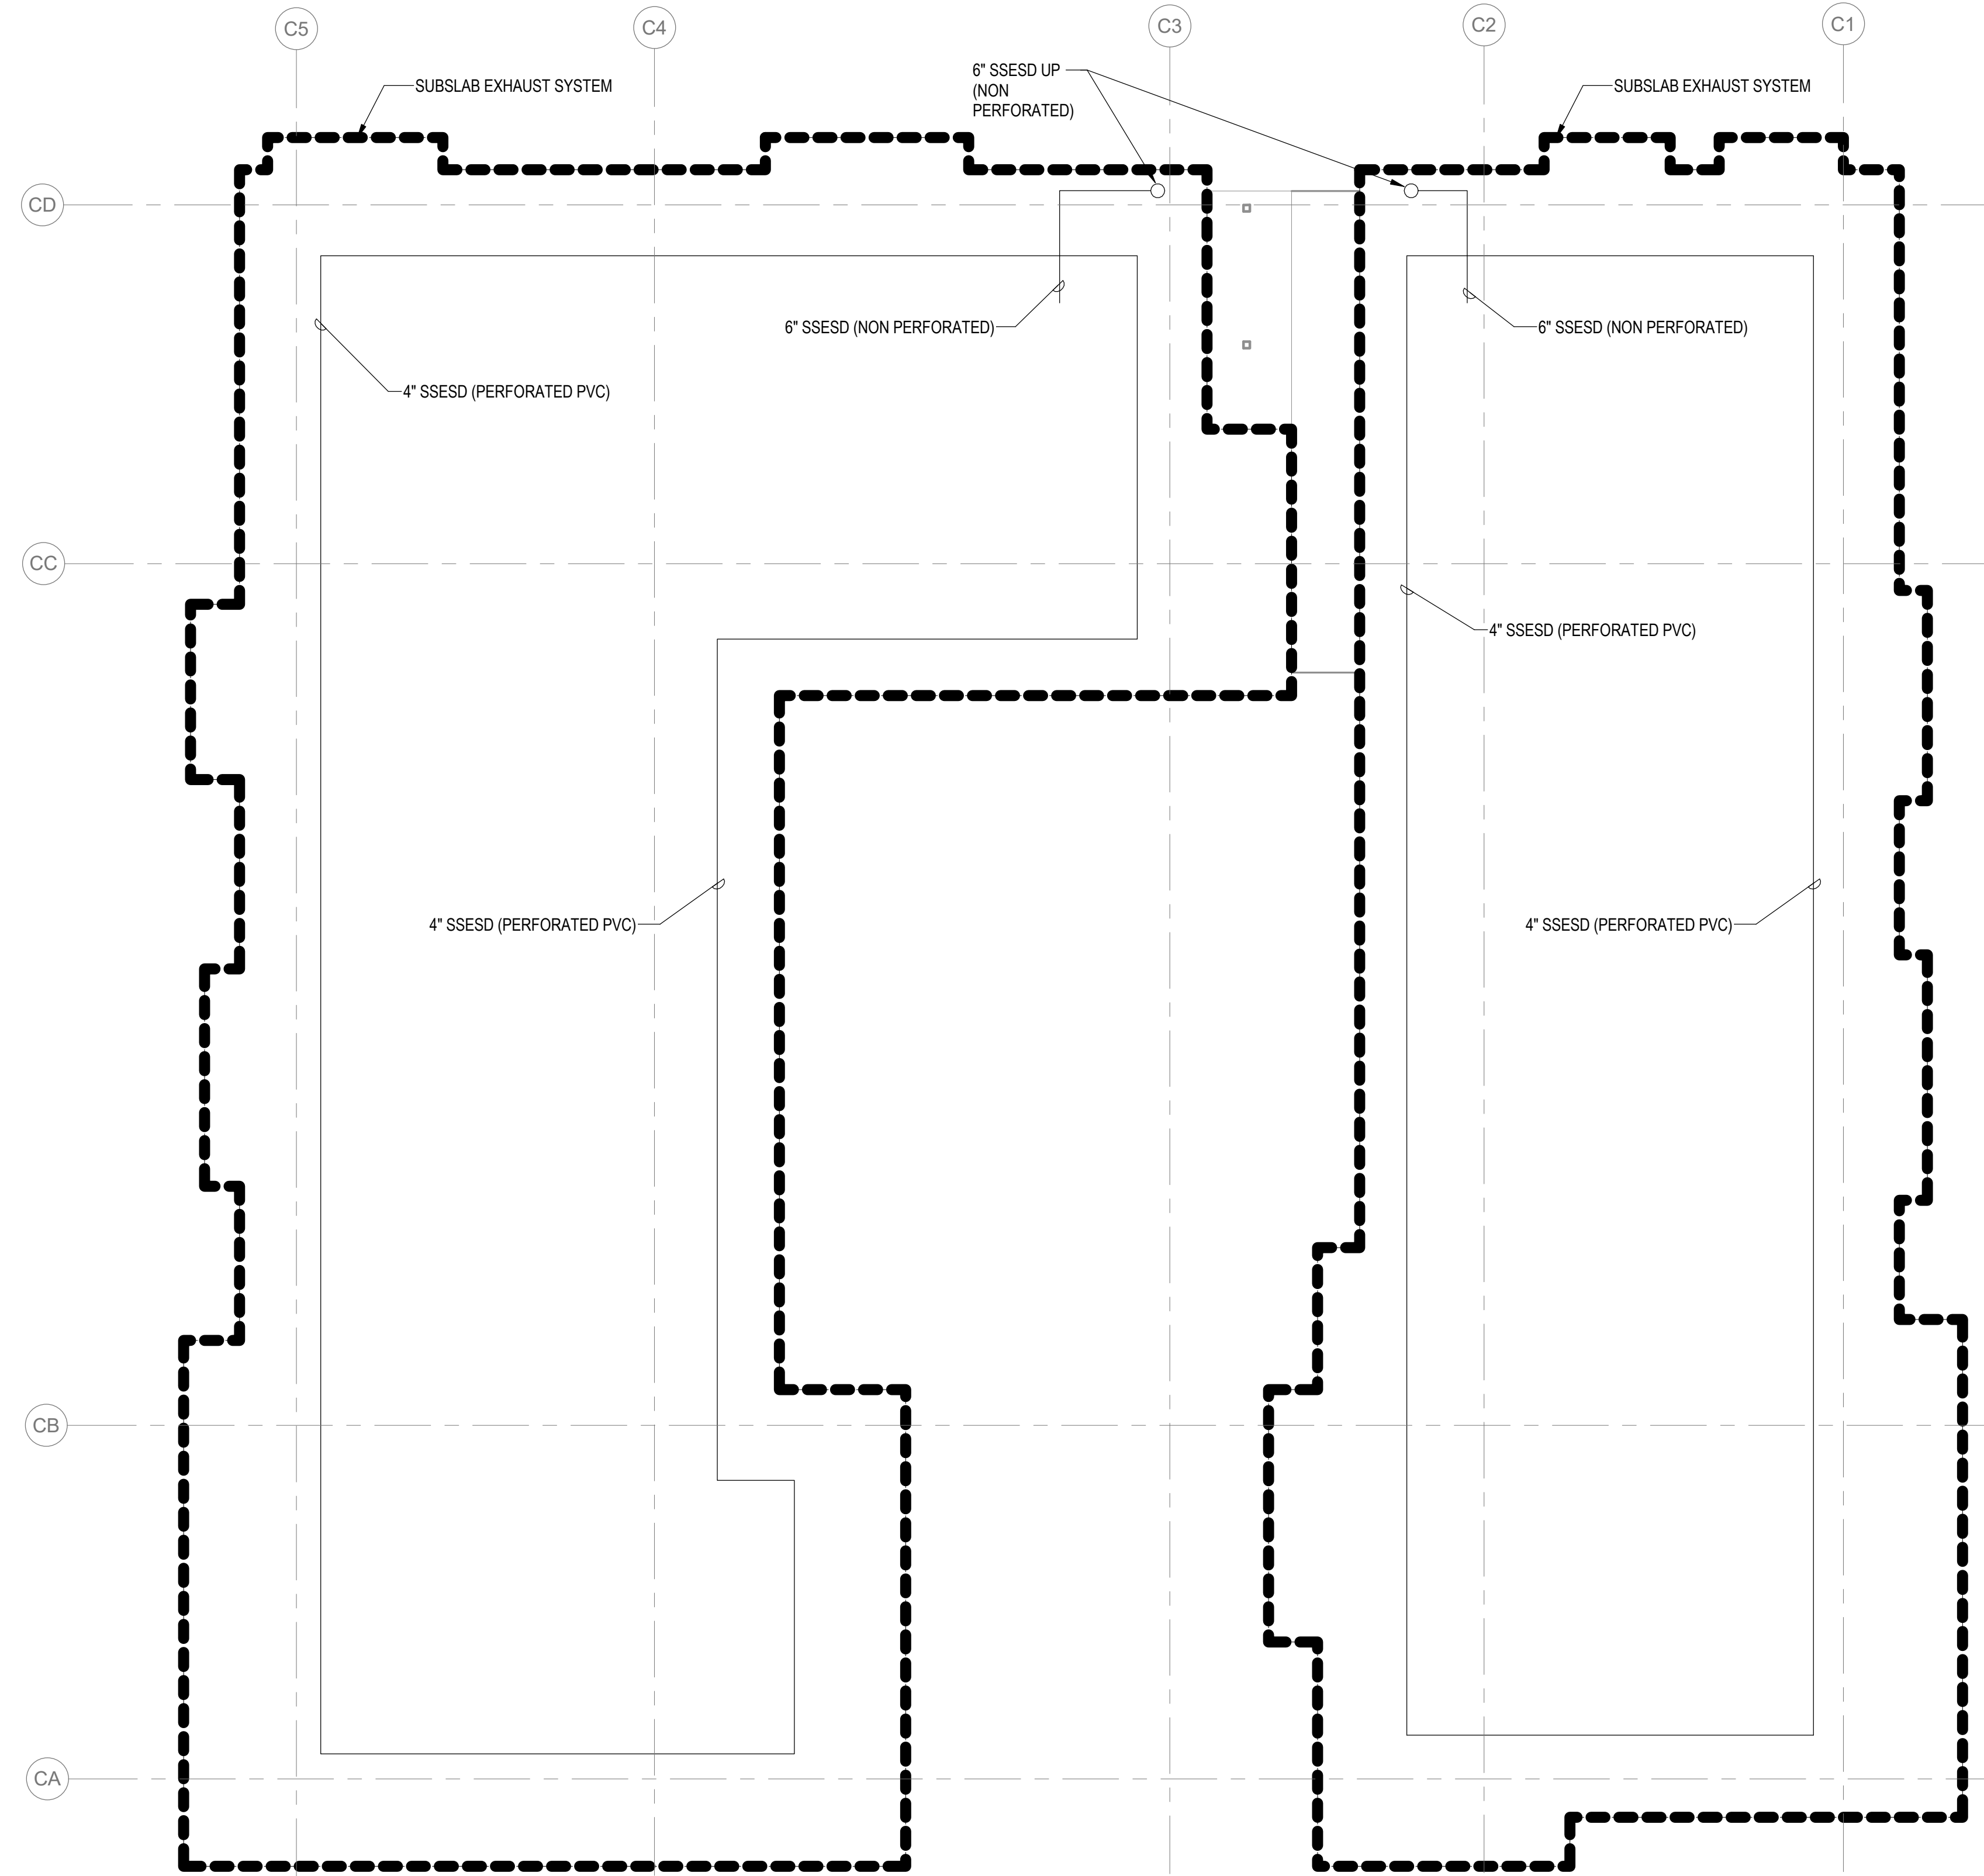 C5
C4
C3
C2
C1
SUBSLAB EXHAUST SYSTEM
6" SSESD UP
(NON
PERFORATED)
SUBSLAB EXHAUST SYSTEM
CD
6" SSESD (NON PERFORATED)
6" SSESD (NON PERFORATED)
4" SSESD (PERFORATED PVC)
CC
4" SSESD (PERFORATED PVC)
4" SSESD (PERFORATED PVC)
4" SSESD (PERFORATED PVC)
CB
CA